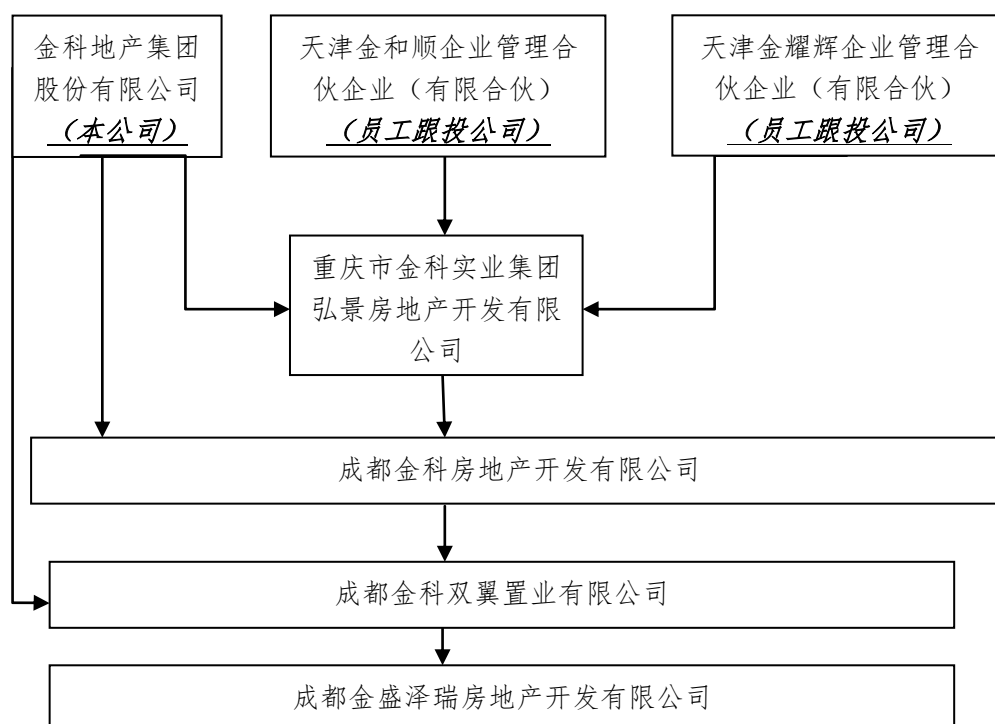 金科地产集团
股份有限公司
（本公司）
天津金和顺企业管理合
伙企业（有限合伙）
（员工跟投公司）
天津金耀辉企业管理合
伙企业（有限合伙）
（员工跟投公司）
重庆市金科实业集团
弘景房地产开发有限
公司
成都金科房地产开发有限公司
成都金科双翼置业有限公司
成都金盛泽瑞房地产开发有限公司